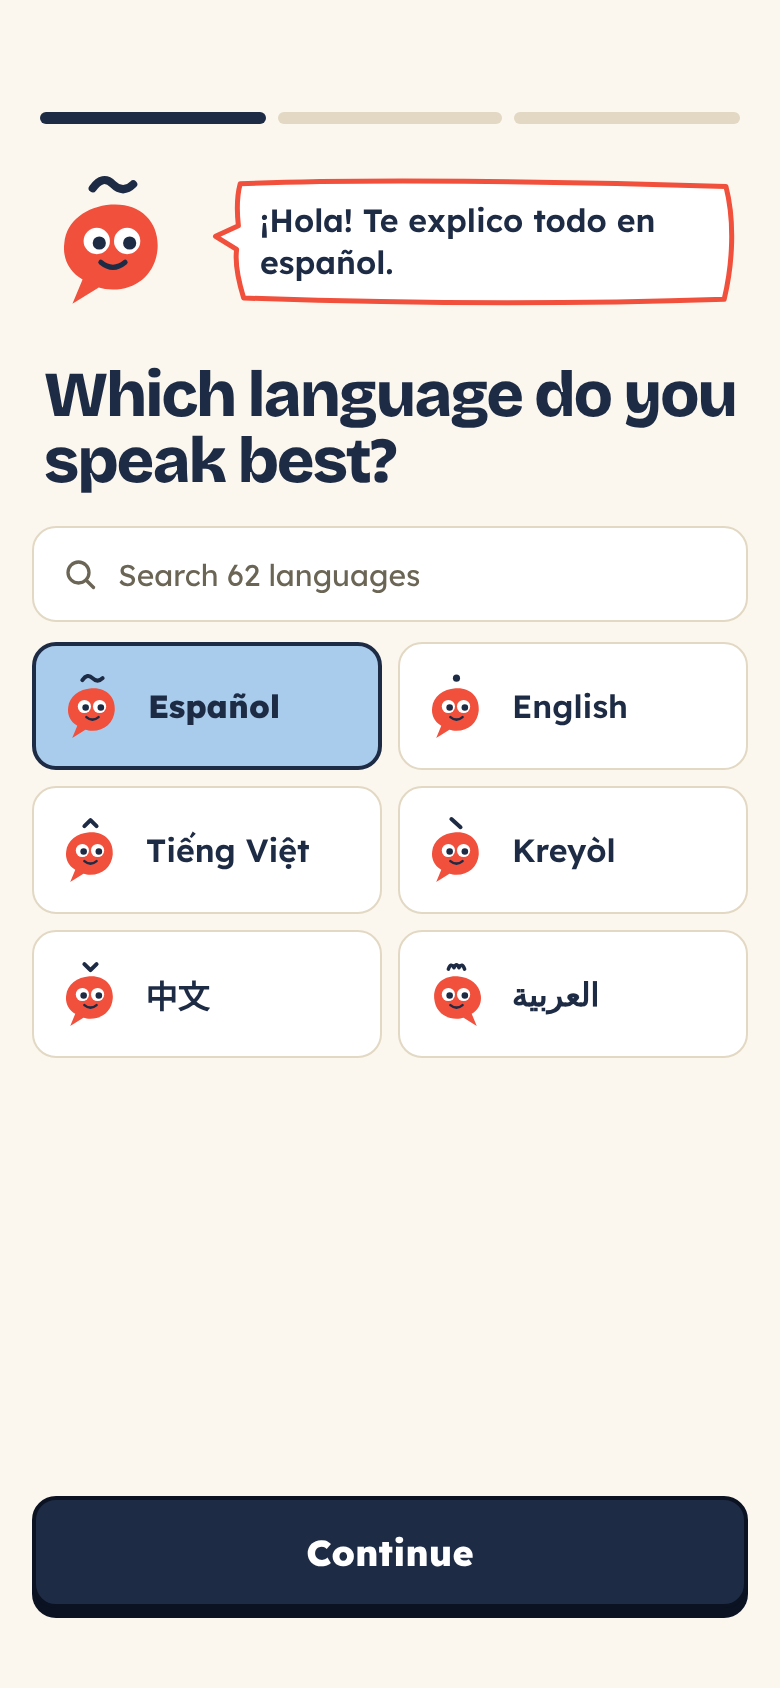 ¡Hola! Te explico todo en
español.
Which language do you
speak best?
Search 62 languages
Español
English
Tiếng Việt
Kreyòl
中文
العربية
Continue